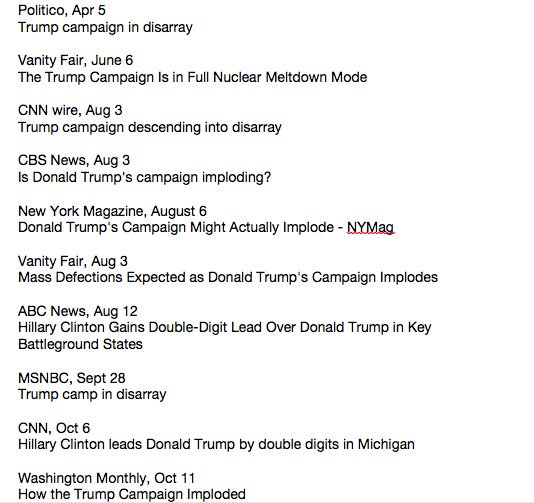 Politico, Apr 5
Trump campaign in disarray
Vanity Fair, June 6
The Trump Campaign Is in Full Nuclear Meltdown Mode
CNN wire, Aug 3
Trump campaign descending into disarray
CBS News, Aug 3
Is Donald Trump's campaign imploding?
New York Magazine, August 6
Donald Trump's Campaign Might Actually Implode - NYMag
Vanity Fair, Aug 3
Mass Defections Expected as Donald Trump's Campaign Implodes
ABC News, Aug 12
Hillary Clinton Gains Double-Digit Lead Over Donald Trump in Key
Battleground States
MSNBC, Sept 28
Trump camp in disarray
CNN, Oct 6
Hillary Clinton leads Donald Trump by double digits in Michigan
Washington Monthly, Oct 11
How the Trump Campaign Imploded